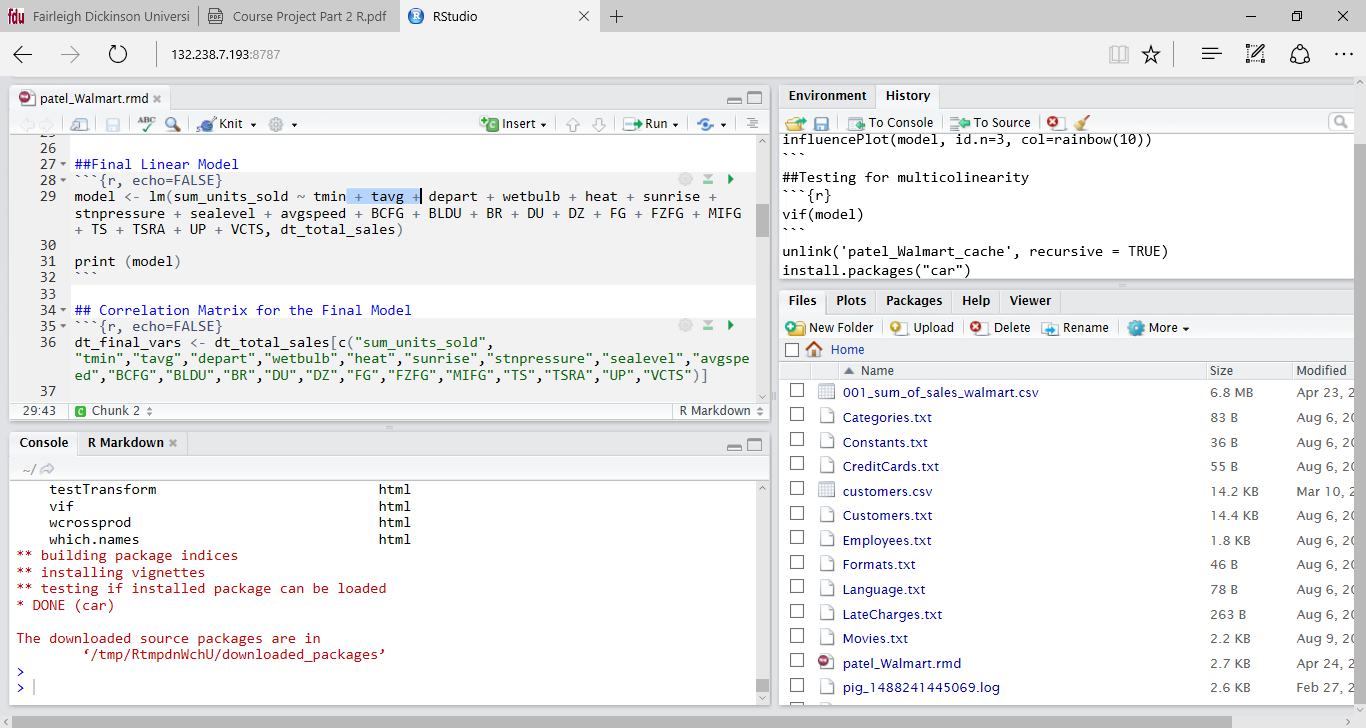 fdu Fairleigh Dickinson Universi
Course Project Part 2 R.pdf
RStudio
132.238.7.193:8787
patel_Walmart.rmd
ABC
Knit
Insert
Run
26
27 ##Final Linear Model
28 ```{r, echo=FALSE}
29 model <- lm(sum_units_sold ~ tmin + tavg + depart + wetbulb + heat + sunrise +
stnpressure + sealevel + avgspeed + BCFG + BLDU + BR + DU + DZ + FG + FZFG + MIFG
+ TS + TSRA + UP + VCTS, dt_total_sales)
30
31 print (model)
32 ```
33
34 ## Correlation Matrix for the Final Model
35 ```{r, echo=FALSE}
36 dt_final_vars <- dt_total_sales[c("sum_units_sold",
"tmin","tavg","depart","wetbulb","heat","sunrise","stnpressure","sealevel","avgspe
ed","BCFG","BLDU","BR","DU","DZ","FG","FZFG","MIFG","TS","TSRA","UP","VCTS")]
37
29:43 Chunk 2 R Markdown
Console R Markdown
~/
testTransform html
vif html
wcrossprod html
which.names html
** building package indices
** installing vignettes
** testing if installed package can be loaded
* DONE (car)
The downloaded source packages are in
‘/tmp/RtmpdnWchU/downloaded_packages’
>
>
Environment History
To Console To Source
influencePlot(model, id.n=3, col=rainbow(10))
```
##Testing for multicolinearity
```{r}
vif(model)
```
unlink('patel_Walmart_cache', recursive = TRUE)
install.packages("car")
Files Plots Packages Help Viewer
New Folder Upload Delete Rename More
Home
Name Size Modified
001_sum_of_sales_walmart.csv 6.8 MB Apr 23, 2
Categories.txt 83 B Aug 6, 20
Constants.txt 36 B Aug 6, 20
CreditCards.txt 55 B Aug 6, 20
customers.csv 14.2 KB Mar 10, 2
Customers.txt 14.4 KB Aug 6, 20
Employees.txt 1.8 KB Aug 6, 20
Formats.txt 46 B Aug 6, 20
Language.txt 78 B Aug 6, 20
LateCharges.txt 263 B Aug 6, 20
Movies.txt 2.2 KB Aug 9, 20
patel_Walmart.rmd 2.7 KB Apr 24, 2
pig_1488241445069.log 2.6 KB Feb 27, 2